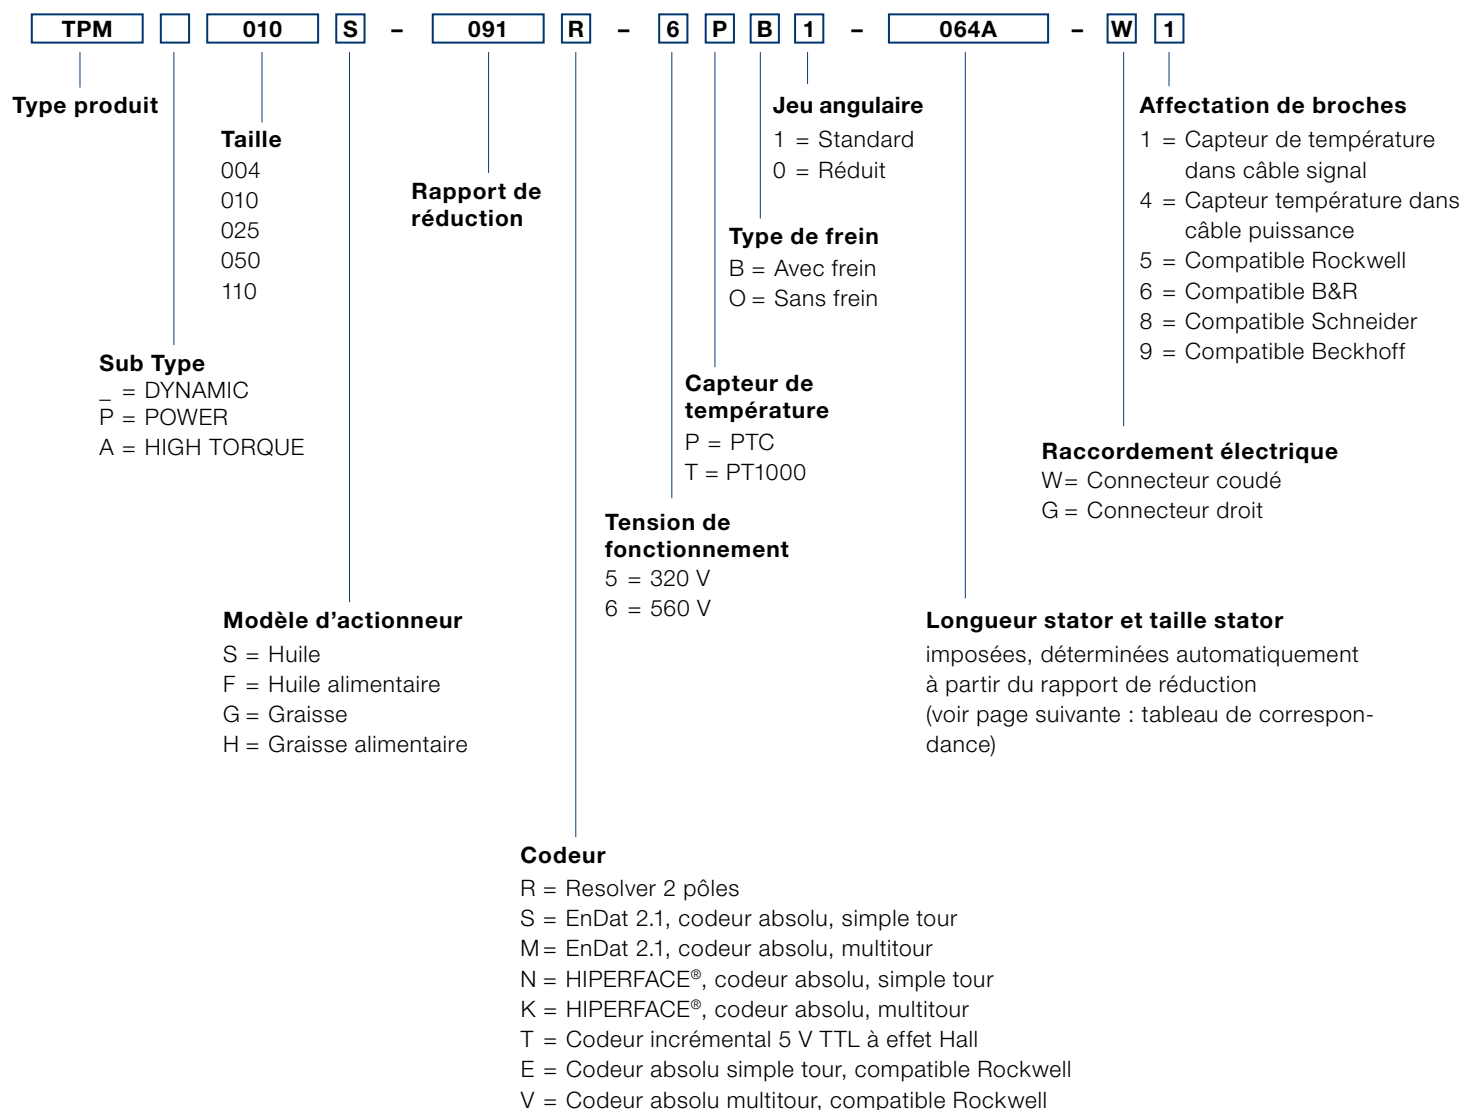 TPM 010 S – 091 R – 6 P B 1 – 064A – W 1
Type produit
Taille
004
010
025
050
110
Sub Type
_ = DYNAMIC
P = POWER
A = HIGH TORQUE
Modèle d'actionneur
S = Huile
F = Huile alimentaire
G = Graisse
H = Graisse alimentaire
Rapport de
réduction
Codeur
R = Resolver 2 pôles
S = EnDat 2.1, codeur absolu, simple tour
M = EnDat 2.1, codeur absolu, multitour
N = HIPERFACE®, codeur absolu, simple tour
K = HIPERFACE®, codeur absolu, multitour
T = Codeur incrémental 5 V TTL à effet Hall
E = Codeur absolu simple tour, compatible Rockwell
V = Codeur absolu multitour, compatible Rockwell
Tension de
fonctionnement
5 = 320 V
6 = 560 V
Capteur de
température
P = PTC
T = PT1000
Type de frein
B = Avec frein
O = Sans frein
Jeu angulaire
1 = Standard
0 = Réduit
Longueur stator et taille stator
imposées, déterminées automatiquement
à partir du rapport de réduction
(voir page suivante : tableau de correspon-
dance)
Raccordement électrique
W= Connecteur coudé
G = Connecteur droit
Affectation de broches
1 = Capteur de température
dans câble signal
4 = Capteur température dans
câble puissance
5 = Compatible Rockwell
6 = Compatible B&R
8 = Compatible Schneider
9 = Compatible Beckhoff